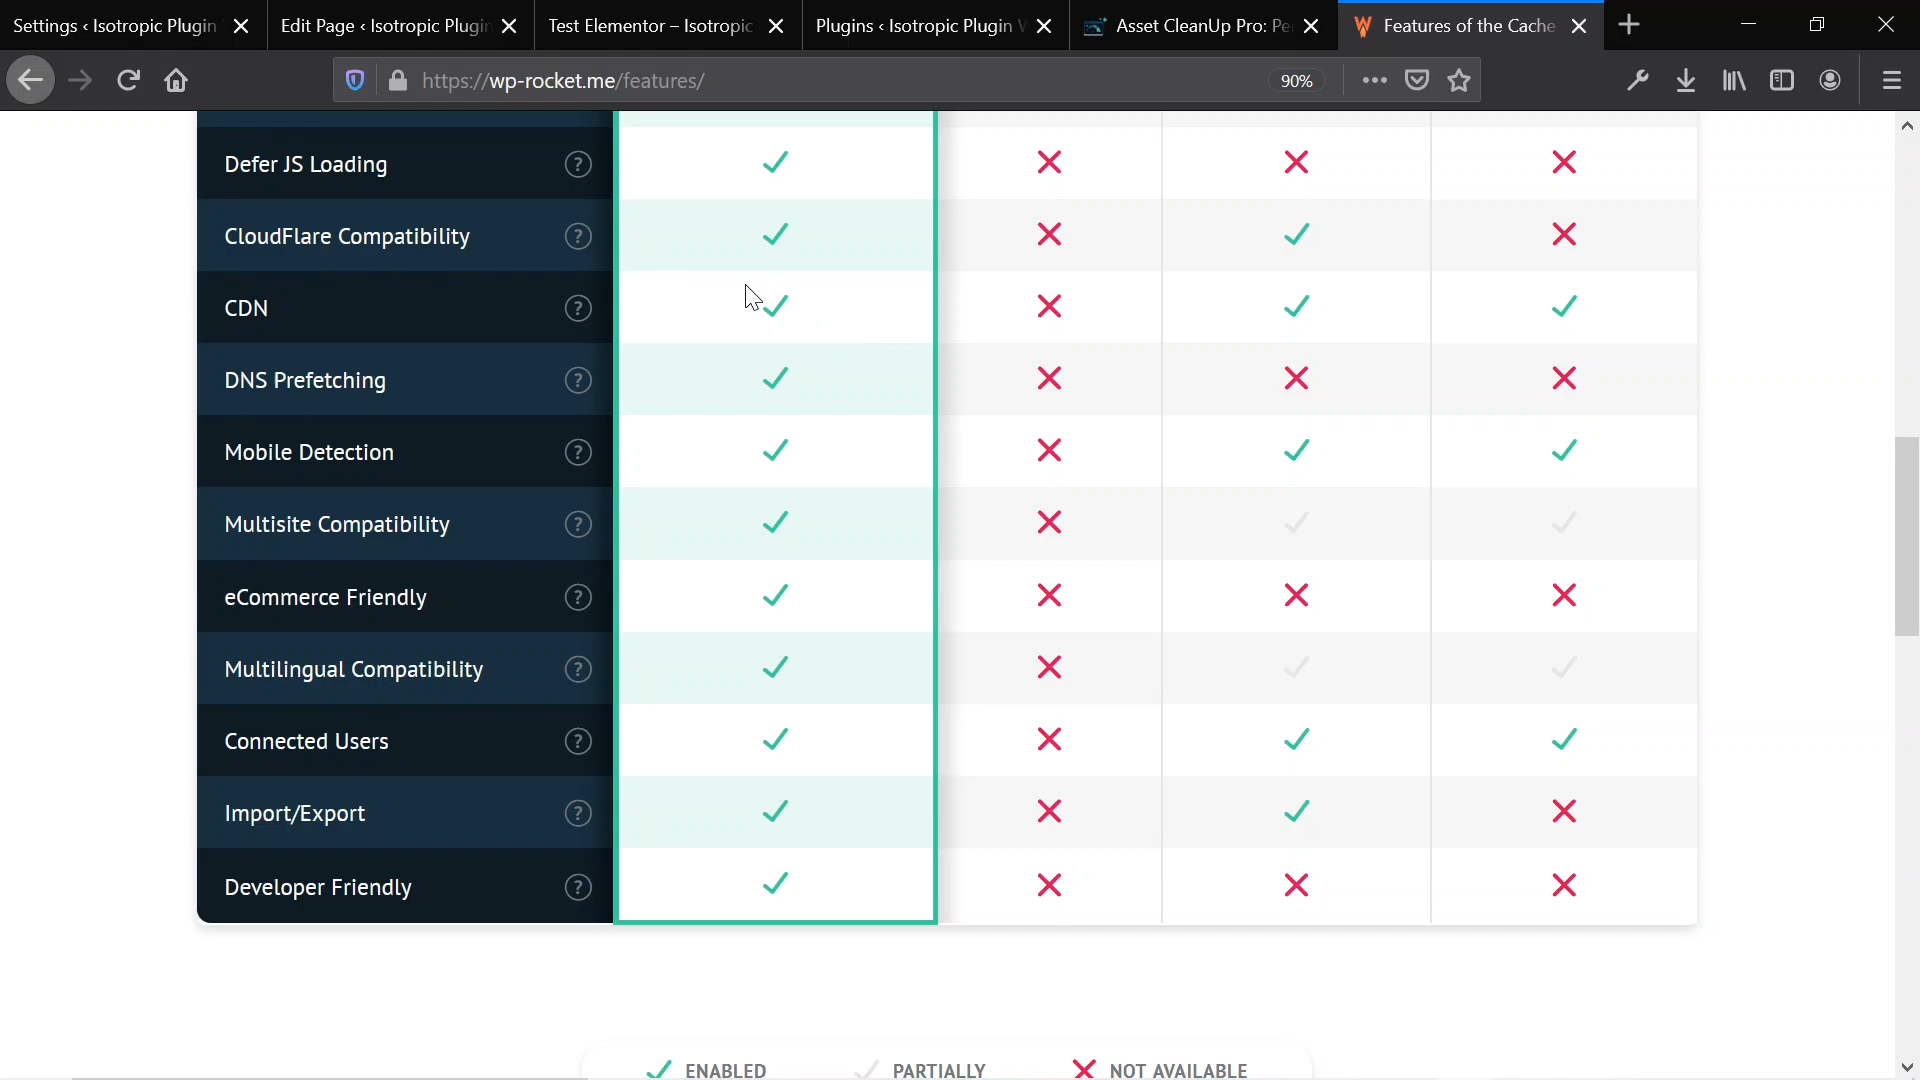 Settings ‹ Isotropic Plugin
Edit Page ‹ Isotropic Plugin
Test Elementor – Isotropic
Plugins ‹ Isotropic Plugin
Asset CleanUp Pro: Pe
Features of the Cache
https://wp-rocket.me/features/
90%
Defer JS Loading ?
CloudFlare Compatibility ?
CDN ?
DNS Prefetching ?
Mobile Detection ?
Multisite Compatibility ?
eCommerce Friendly ?
Multilingual Compatibility ?
Connected Users ?
Import/Export ?
Developer Friendly ?
ENABLED PARTIALLY NOT AVAILABLE